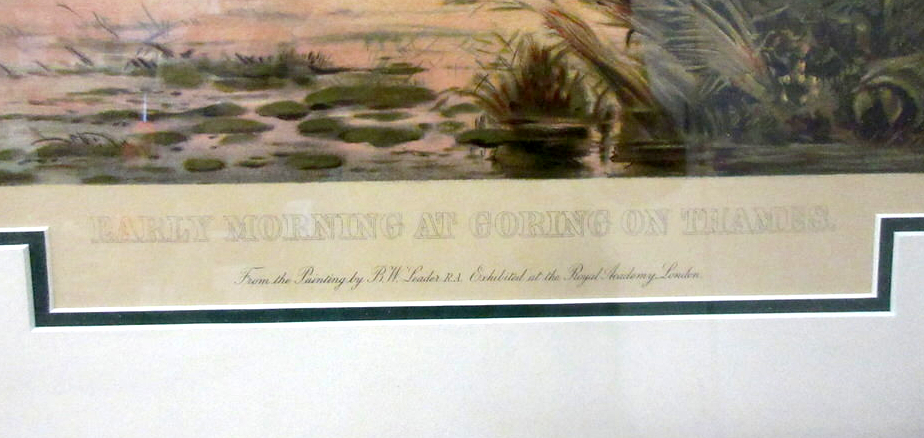 EARLY MORNING AT GORING ON THAMES.
From the Painting by B.W. Leader R.A. Exhibited at the Royal Academy, London.